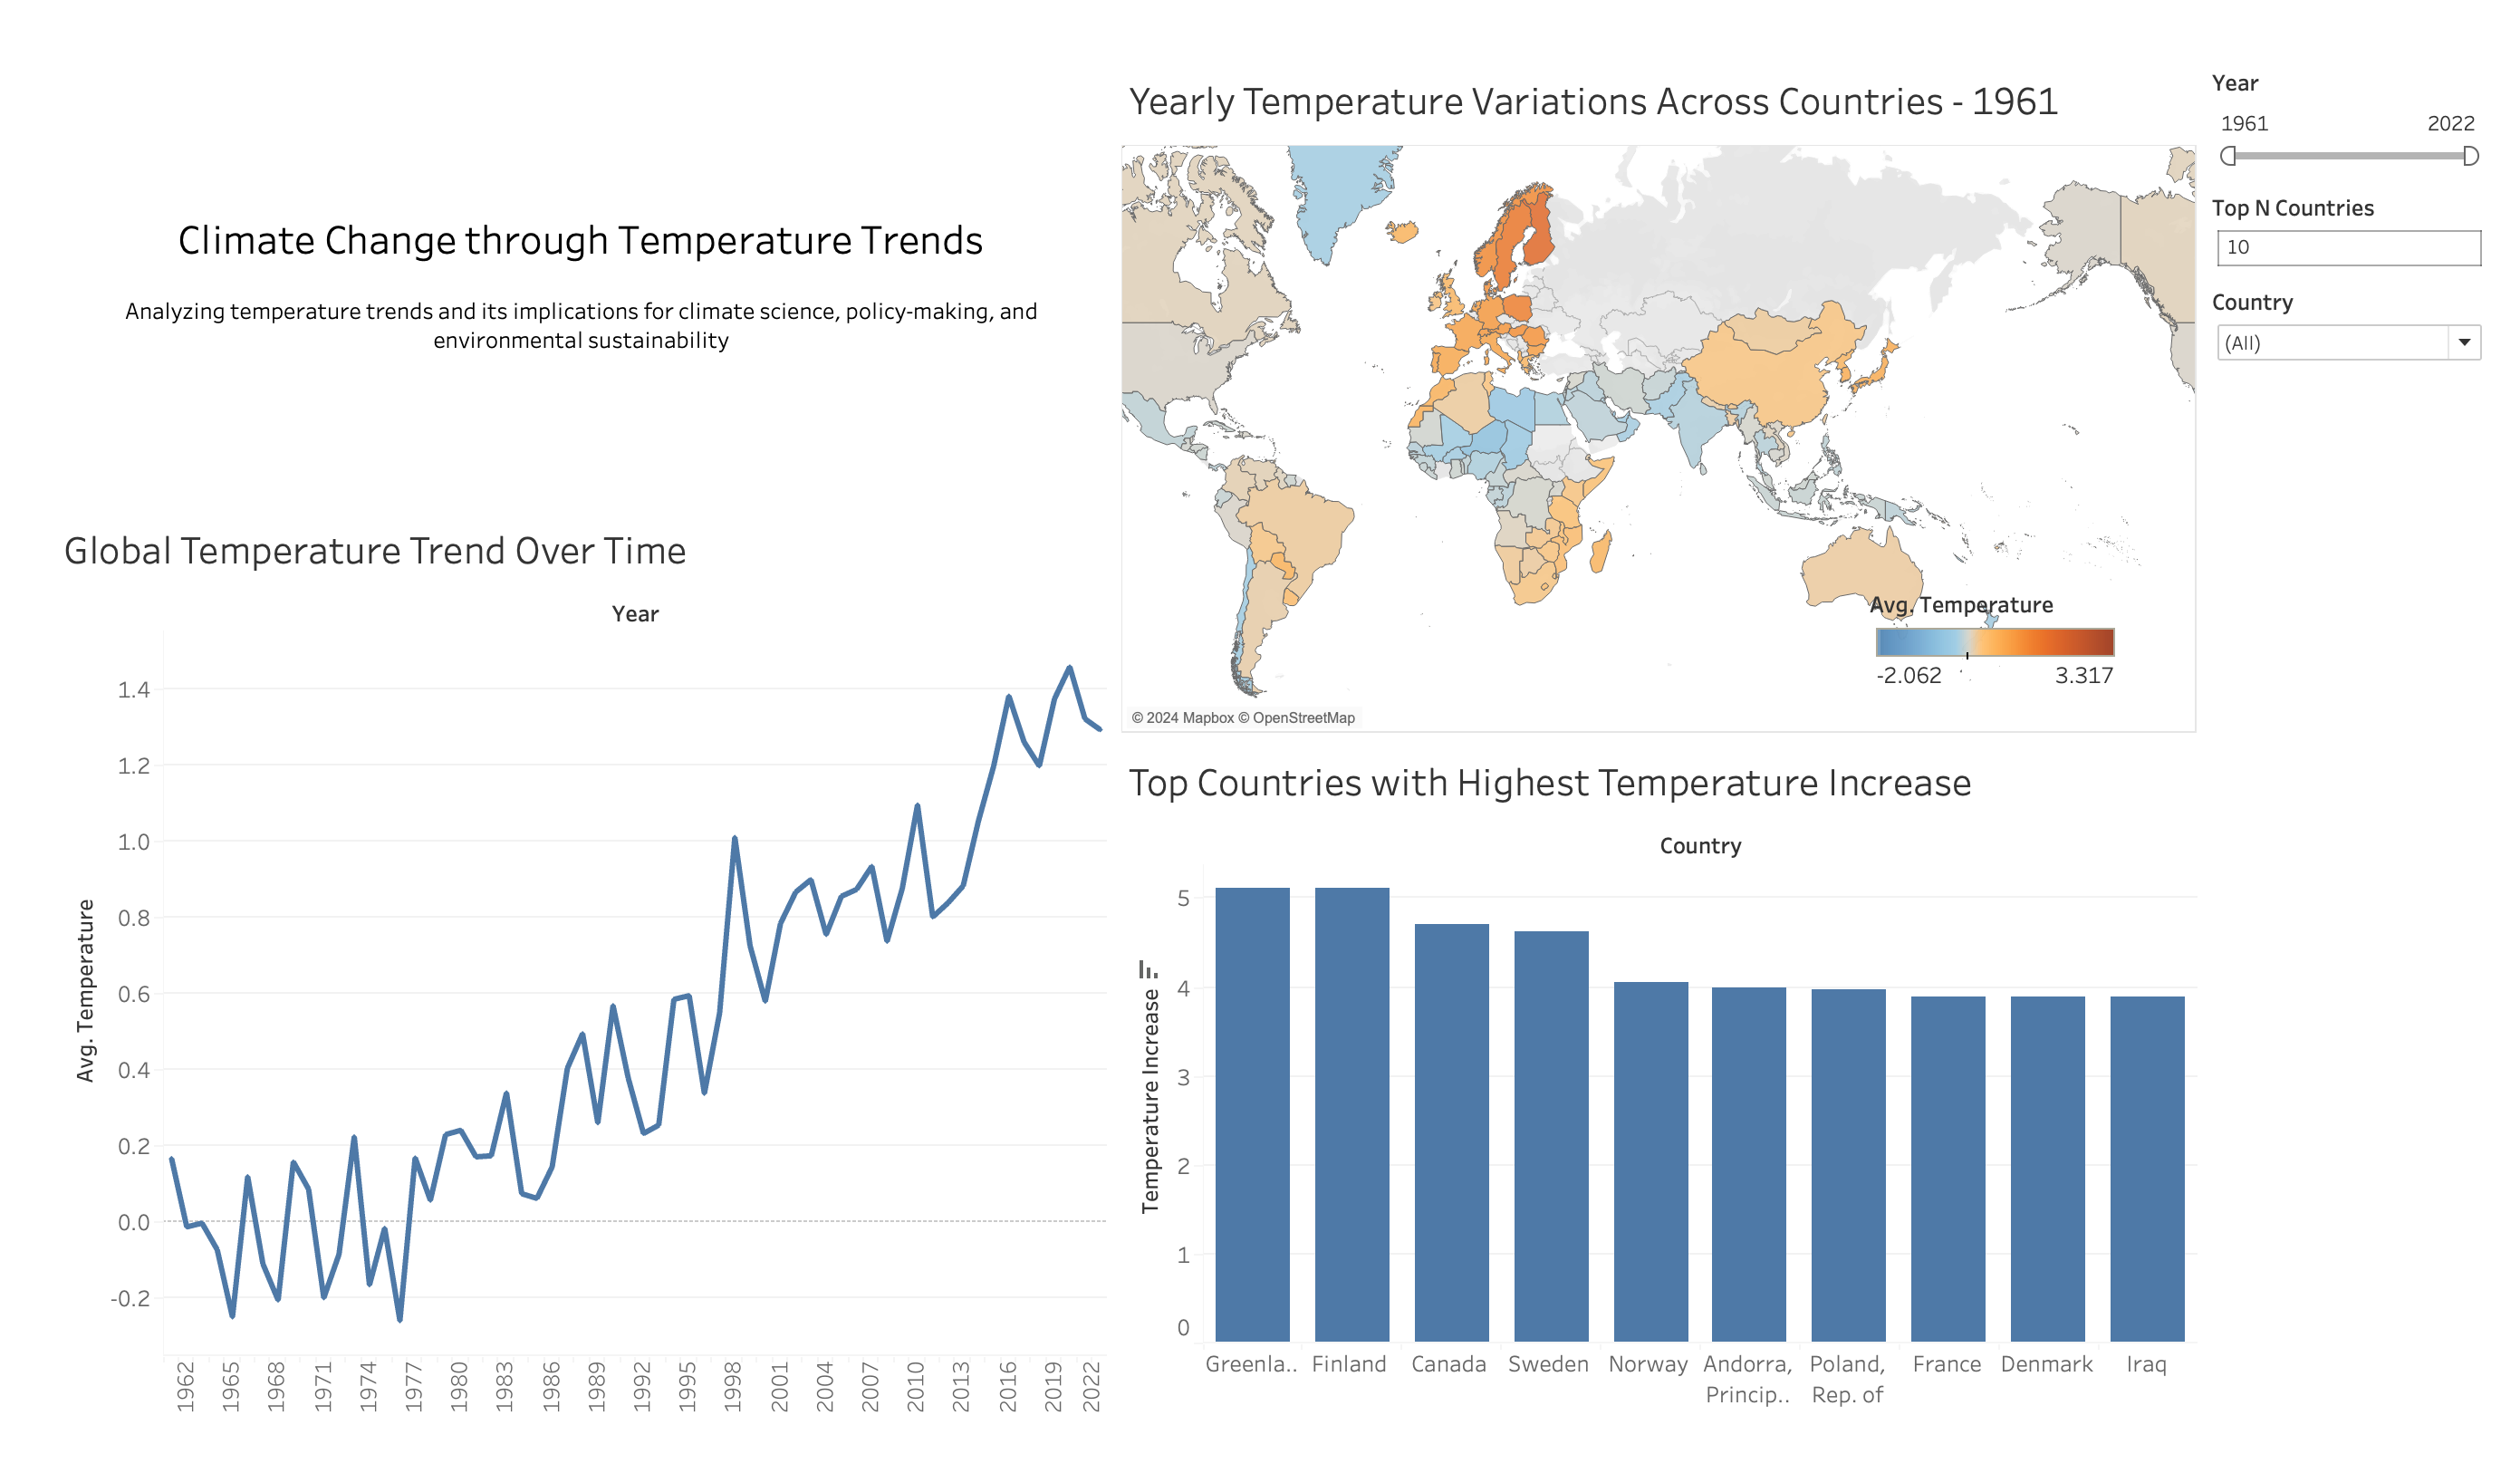 Climate Change through Temperature Trends
Analyzing temperature trends and its implications for climate science, policy-making, and
environmental sustainability
Yearly Temperature Variations Across Countries - 1961
Avg. Temperature
-2.062
3.317
© 2024 Mapbox © OpenStreetMap
Year
1961
2022
Top N Countries
10
Country
(All)
Global Temperature Trend Over Time
Year
Avg. Temperature
1.4
1.2
1.0
0.8
0.6
0.4
0.2
0.0
-0.2
1962
1965
1968
1971
1974
1977
1980
1983
1986
1989
1992
1995
1998
2001
2004
2007
2010
2013
2016
2019
2022
Top Countries with Highest Temperature Increase
Country
Temperature Increase
5
4
3
2
1
0
Greenla..
Finland
Canada
Sweden
Norway
Andorra,
Princip..
Poland,
Rep. of
France
Denmark
Iraq